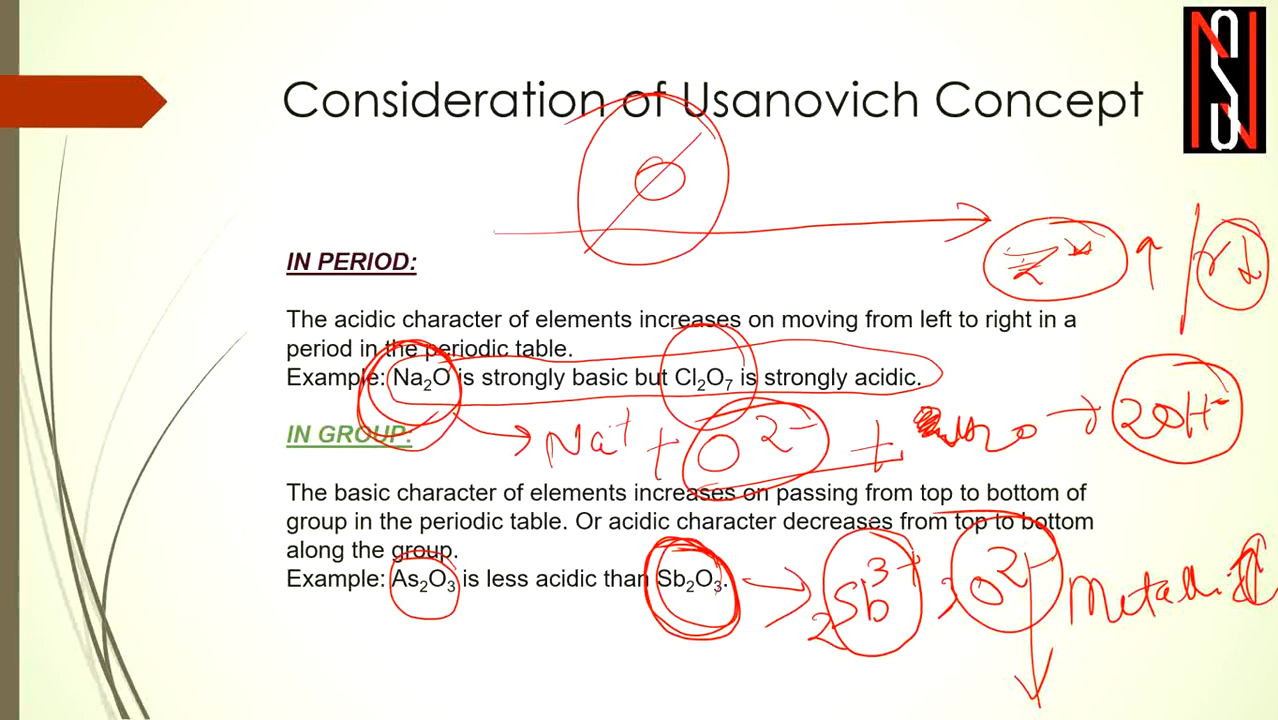 Consideration of Usanovich Concept
Z* ↑ / r ↓
IN PERIOD:
The acidic character of elements increases on moving from left to right in a
period in the periodic table.
Example: Na₂O is strongly basic but Cl₂O₇ is strongly acidic.
→ Na⁺ + O²⁻ + H₂O → 2OH⁻
IN GROUP:
The basic character of elements increases on passing from top to bottom of
group in the periodic table. Or acidic character decreases from top to bottom
along the group.
Example: As₂O₃ is less acidic than Sb₂O₃.
→ 2Sb³⁺, O²⁻